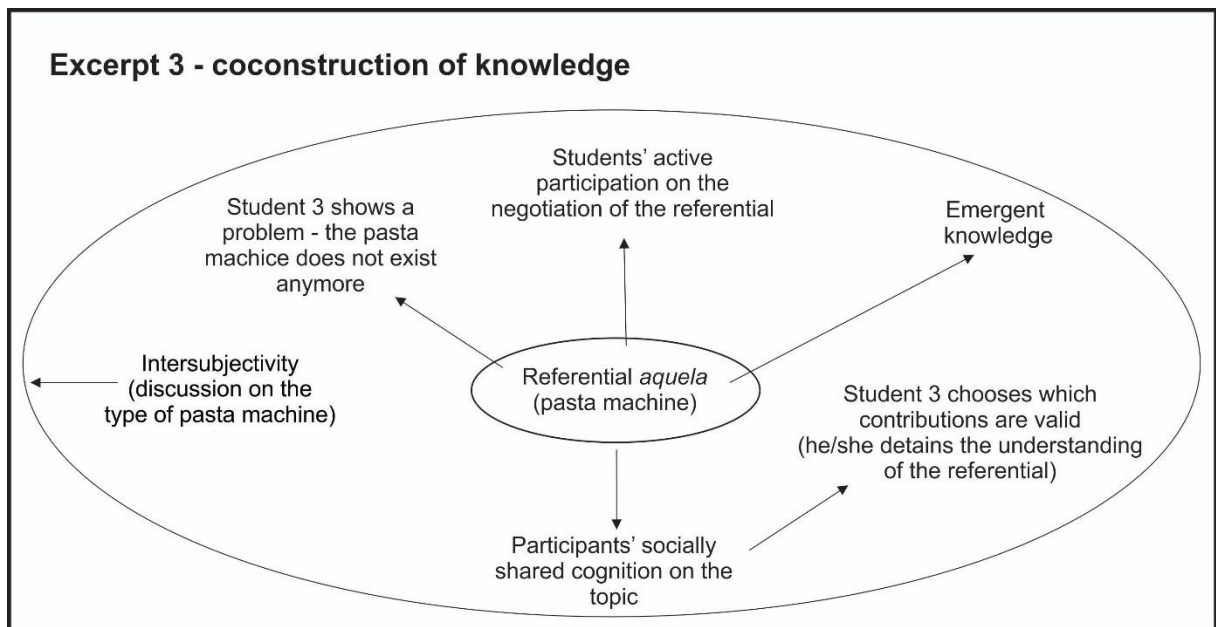 Excerpt 3 - coconstruction of knowledge
Students' active
participation on the
negotiation of the referential
Student 3 shows a
problem - the pasta
machice does not exist
anymore
Emergent
knowledge
Intersubjectivity
(discussion on the
type of pasta machine)
Referential aquela
(pasta machine)
Student 3 chooses which
contributions are valid
(he/she detains the understanding
of the referential)
Participants' socially
shared cognition on the
topic